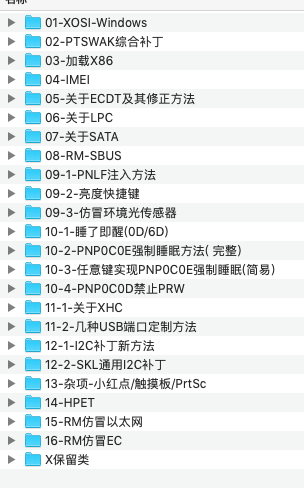 名称
01-XOSI-Windows
02-PTSWAK综合补丁
03-加载X86
04-IMEI
05-关于ECDT及其修正方法
06-关于LPC
07-关于SATA
08-RM-SBUS
09-1-PNLF注入方法
09-2-亮度快捷键
09-3-仿冒环境光传感器
10-1-睡了即醒(0D/6D)
10-2-PNP0C0E强制睡眠方法( 完整)
10-3-任意键实现PNP0C0E强制睡眠(简易)
10-4-PNP0C0D禁止PRW
11-1-关于XHC
11-2-几种USB端口定制方法
12-1-I2C补丁新方法
12-2-SKL通用I2C补丁
13-杂项-小红点/触摸板/PrtSc
14-HPET
15-RM仿冒以太网
16-RM仿冒EC
X保留类